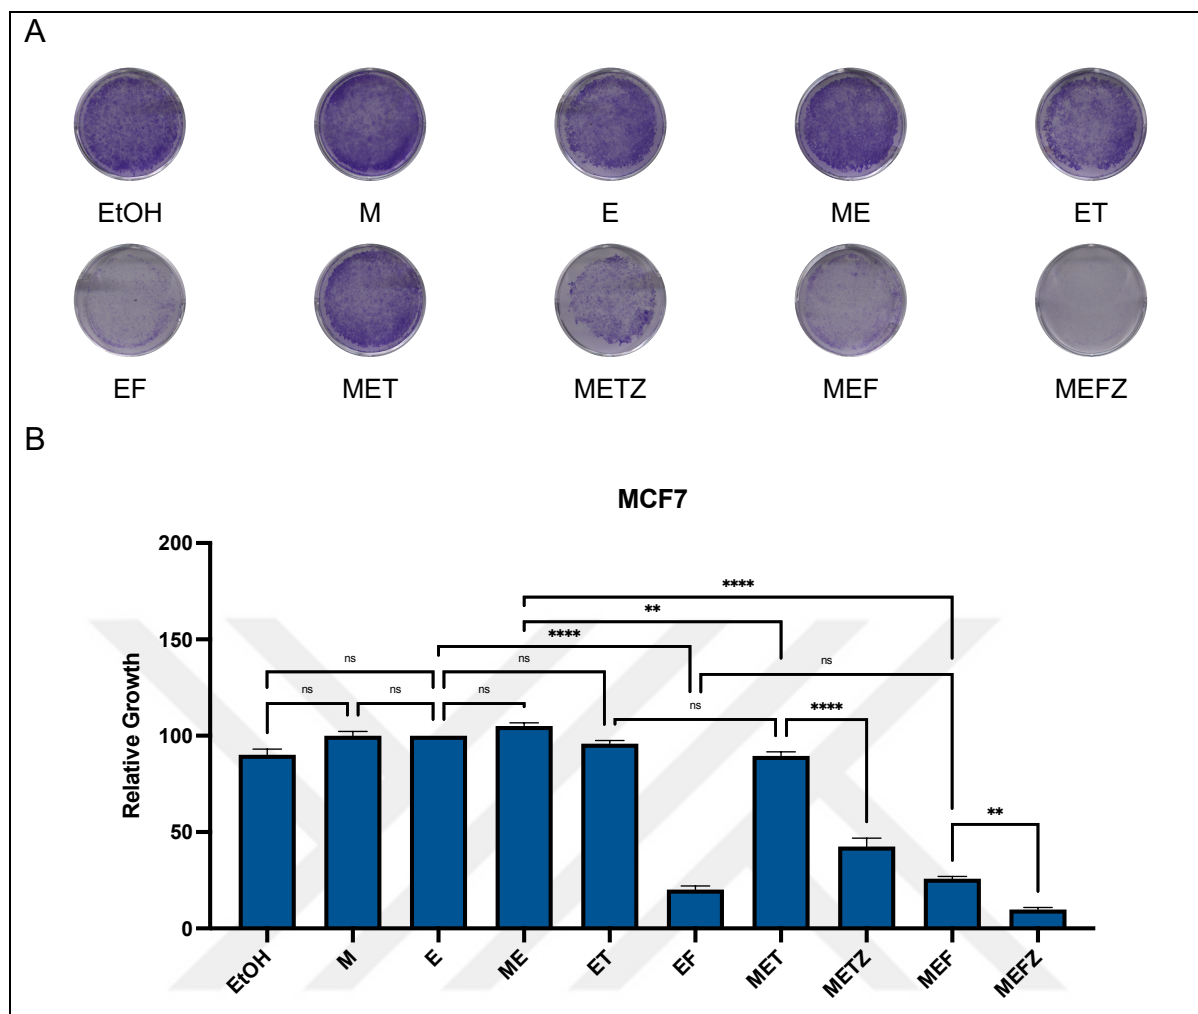 A
EtOH M E ME ET
EF MET METZ MEF MEFZ
B
MCF7
200
150
100
50
0
Relative Growth
****
**
****
ns
ns
ns
ns
ns
ns
ns
****
**
EtOH M E ME ET EF MET METZ MEF MEFZ